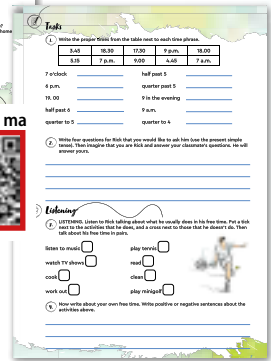 home
Tasks
1. Write the proper times from the table next to each time phrase.
3.45 18.30 17.30 9 p.m. 18.00
5.15 7 p.m. 9.00 4.45 7 a.m.
7 o'clock half past 5
6 p.m. quarter past 5
19. 00 9 in the evening
half past 6 9 a.m.
quarter to 5 quarter to 4
2. Write four questions for Rick that you would like to ask him (use the present simple
tense). Then imagine that you are Rick and answer your classmate's questions. He will
answer yours.
ma
Listening
3. LISTENING. Listen to Rick talking about what he usually does in his free time. Put a tick
next to the activities that he does, and a cross next to those that he doesn't do. Then
talk about his free time in pairs.
listen to music play tennis
watch TV shows read
cook clean
work out play minigolf
4. Now write about your own free time. Write positive or negative sentences about the
activities above.